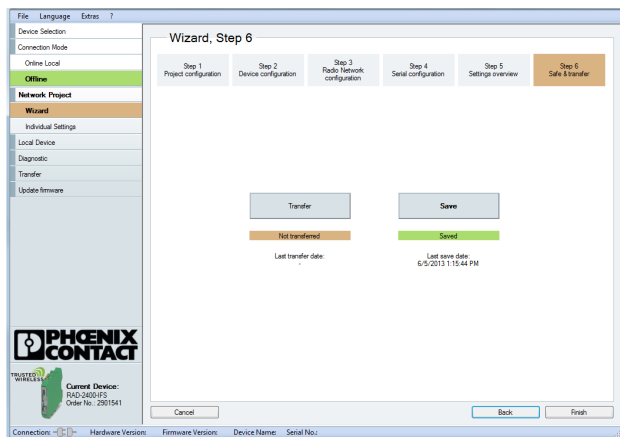 File Language Extras ?
Device Selection
Connection Mode
Online Local
Offline
Network Project
Wizard
Individual Settings
Local Device
Diagnostic
Transfer
Update firmware
PHŒNIX
CONTACT
TRUSTED
WIRELESS
Current Device:
RAD-2400-IFS
Order No.: 2901541
Wizard, Step 6
Step 1
Project configuration
Step 2
Device configuration
Step 3
Radio Network
configuration
Step 4
Serial configuration
Step 5
Settings overview
Step 6
Safe & transfer
Transfer
Save
Not transferred
Saved
Last transfer date:
-
Last save date:
6/5/2013 1:15:44 PM
Cancel
Back
Finish
Connection: Hardware Version: Firmware Version: Device Name: Serial No.: